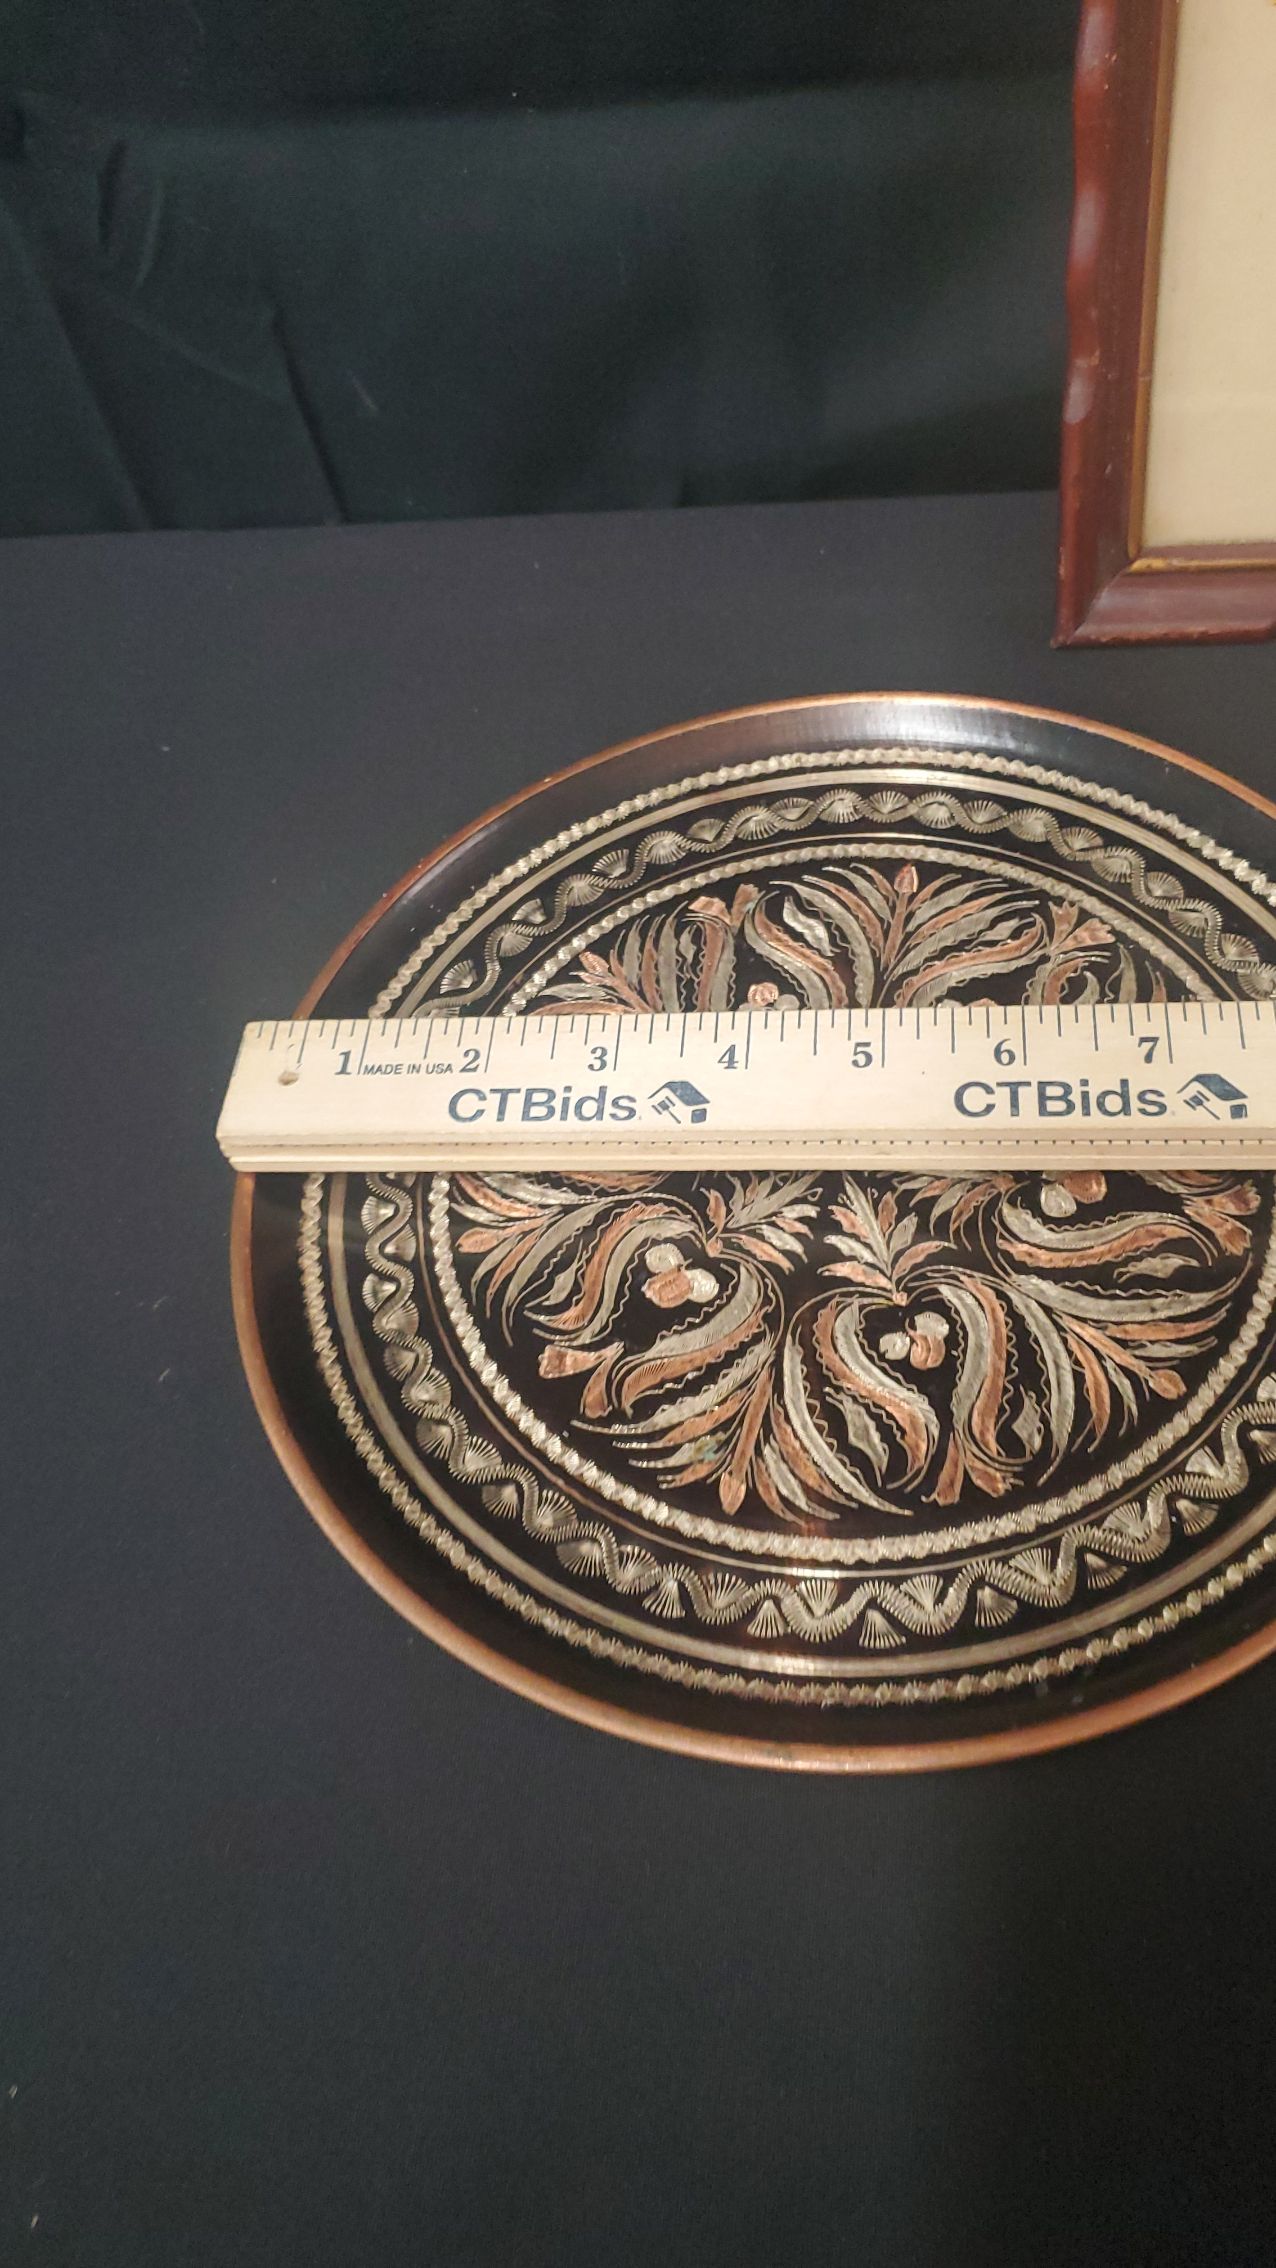 1 MADE IN USA 2 3 4 5 6 7
CTBids. CTBids.